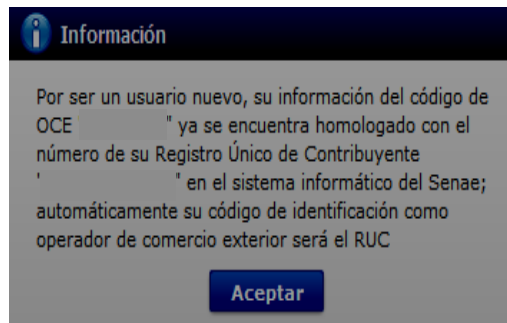 Información
Por ser un usuario nuevo, su información del código de
OCE " ya se encuentra homologado con el
número de su Registro Único de Contribuyente
' " en el sistema informático del Senae;
automáticamente su código de identificación como
operador de comercio exterior será el RUC
Aceptar